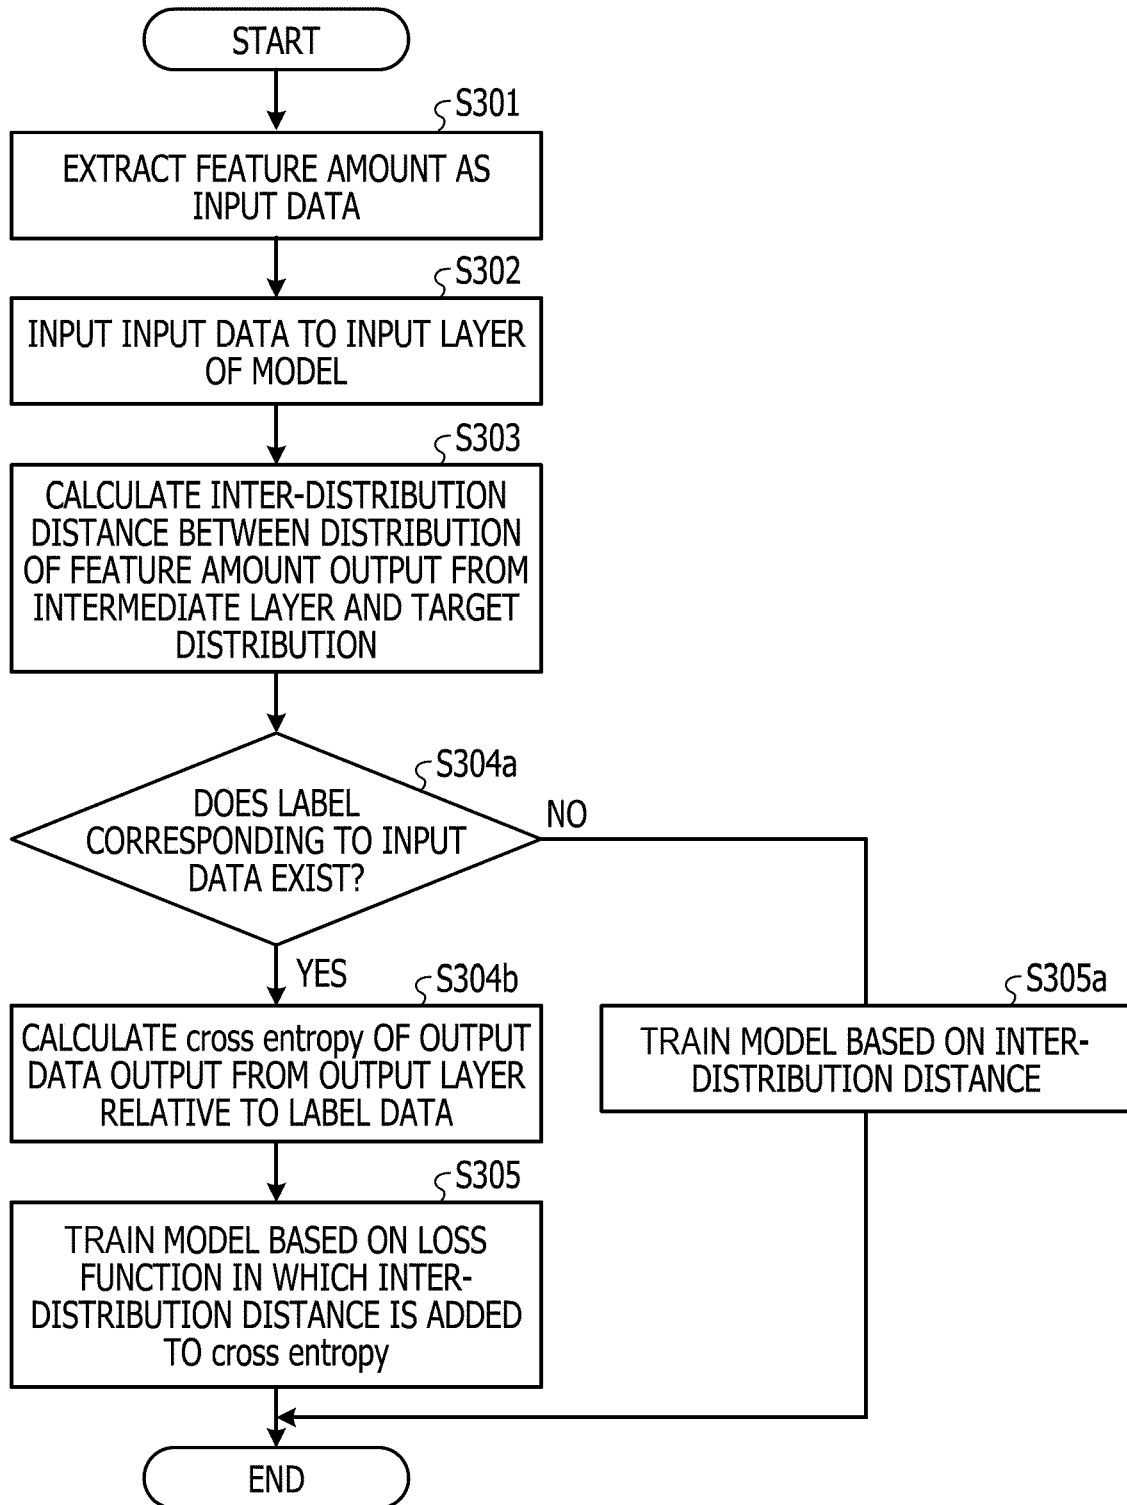 START
S301
EXTRACT FEATURE AMOUNT AS
INPUT DATA
S302
INPUT INPUT DATA TO INPUT LAYER
OF MODEL
S303
CALCULATE INTER-DISTRIBUTION
DISTANCE BETWEEN DISTRIBUTION
OF FEATURE AMOUNT OUTPUT FROM
INTERMEDIATE LAYER AND TARGET
DISTRIBUTION
S304a
DOES LABEL
CORRESPONDING TO INPUT
DATA EXIST?
NO
YES
S304b
CALCULATE cross entropy OF OUTPUT
DATA OUTPUT FROM OUTPUT LAYER
RELATIVE TO LABEL DATA
S305a
TRAIN MODEL BASED ON INTER-
DISTRIBUTION DISTANCE
S305
TRAIN MODEL BASED ON LOSS
FUNCTION IN WHICH INTER-
DISTRIBUTION DISTANCE IS ADDED
TO cross entropy
END